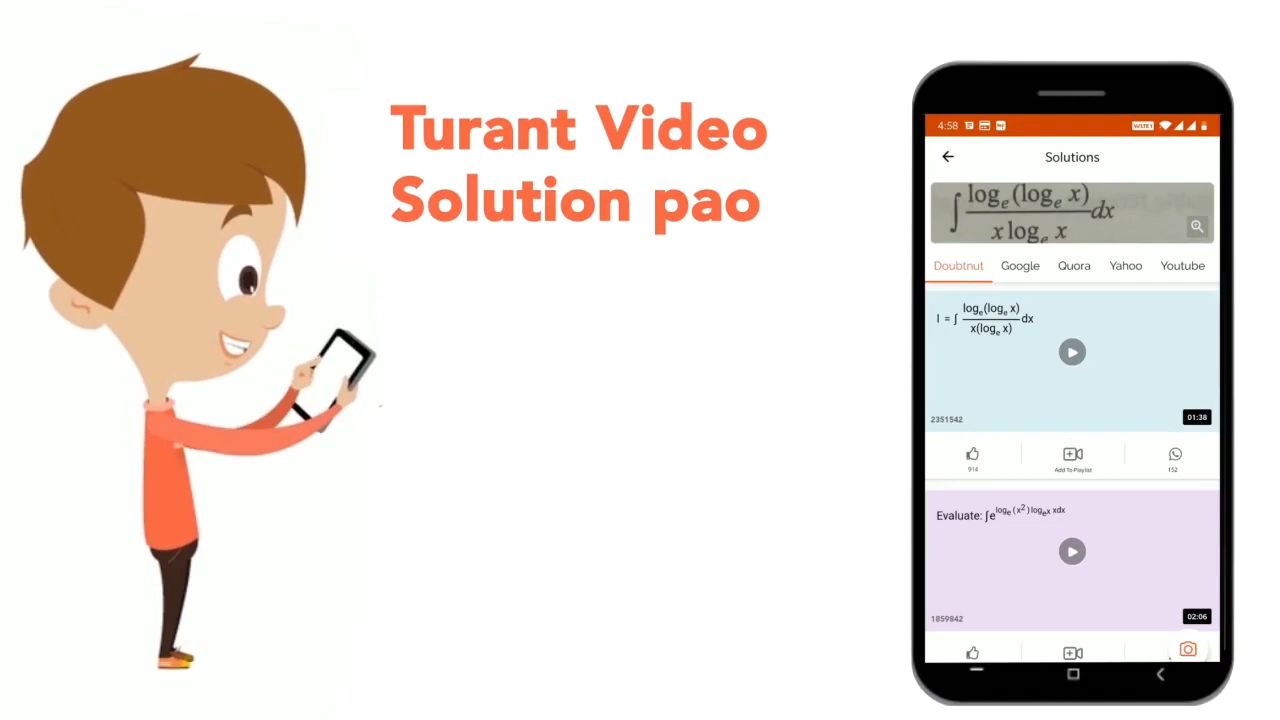 Turant Video
Solution pao
4:58
VoLTE1
Solutions
∫ logₑ(logₑ x) / x logₑ x dx
Doubtnut Google Quora Yahoo Youtube
I = ∫ logₑ(logₑ x) / x(logₑ x) dx
2351542 01:38
914 Add To Playlist 152
Evaluate: ∫e^logₑ(x²)logₑx xdx
1859842 02:06